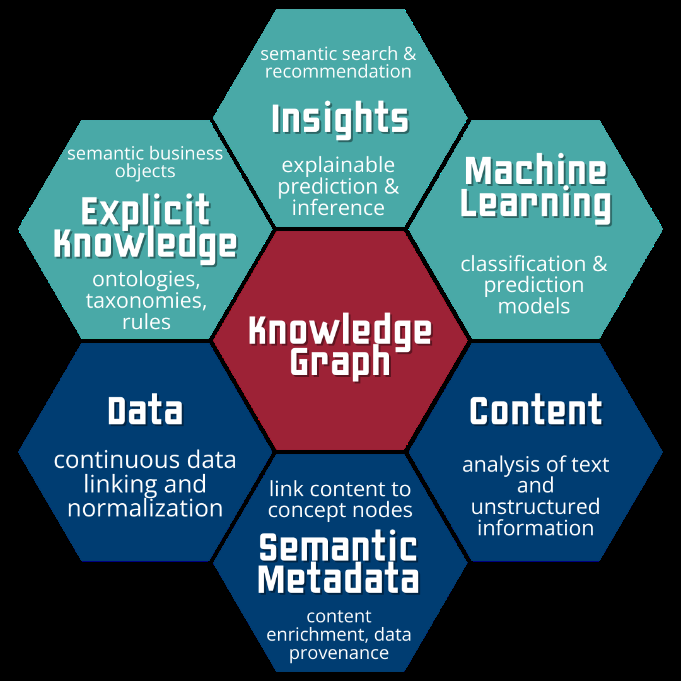 semantic search &
recommendation
Insights
explainable
prediction &
inference
semantic business
objects
Explicit
Knowledge
ontologies,
taxonomies,
rules
Machine
Learning
classification &
prediction
models
Knowledge
Graph
Data
continuous data
linking and
normalization
Content
analysis of text
and
unstructured
information
link content to
concept nodes
Semantic
Metadata
content
enrichment, data
provenance